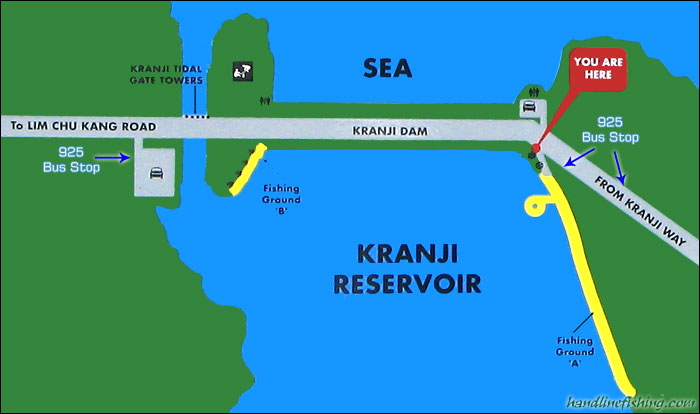 YOU ARE
HERE
SEA
KRANJI TIDAL
GATE TOWERS
To LIM CHU KANG ROAD
KRANJI DAM
925
Bus Stop
925
Bus Stop
FROM KRANJI WAY
Fishing
Ground
'B'
KRANJI
RESERVOIR
Fishing
Ground
'A'
handlinefishing.com